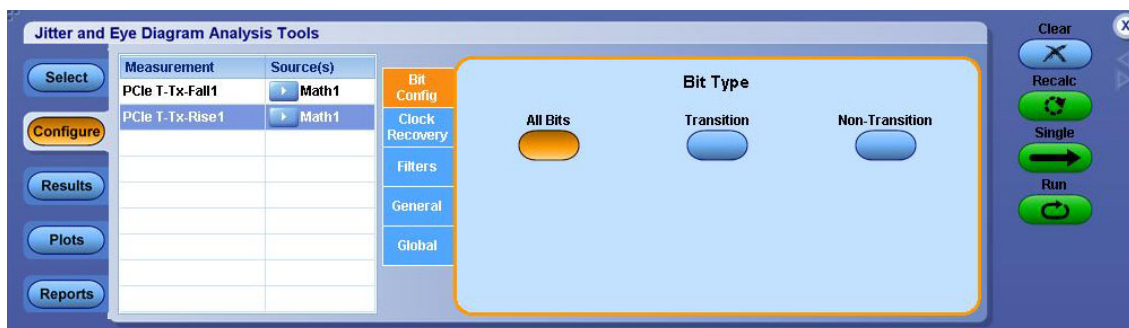 Jitter and Eye Diagram Analysis Tools
Clear
X
Select
Configure
Results
Plots
Reports
Measurement Source(s)
PCIe T-Tx-Fall1 Math1
PCIe T-Tx-Rise1 Math1
Bit
Config
Clock
Recovery
Filters
General
Global
Bit Type
All Bits Transition Non-Transition
Recalc
Single
Run